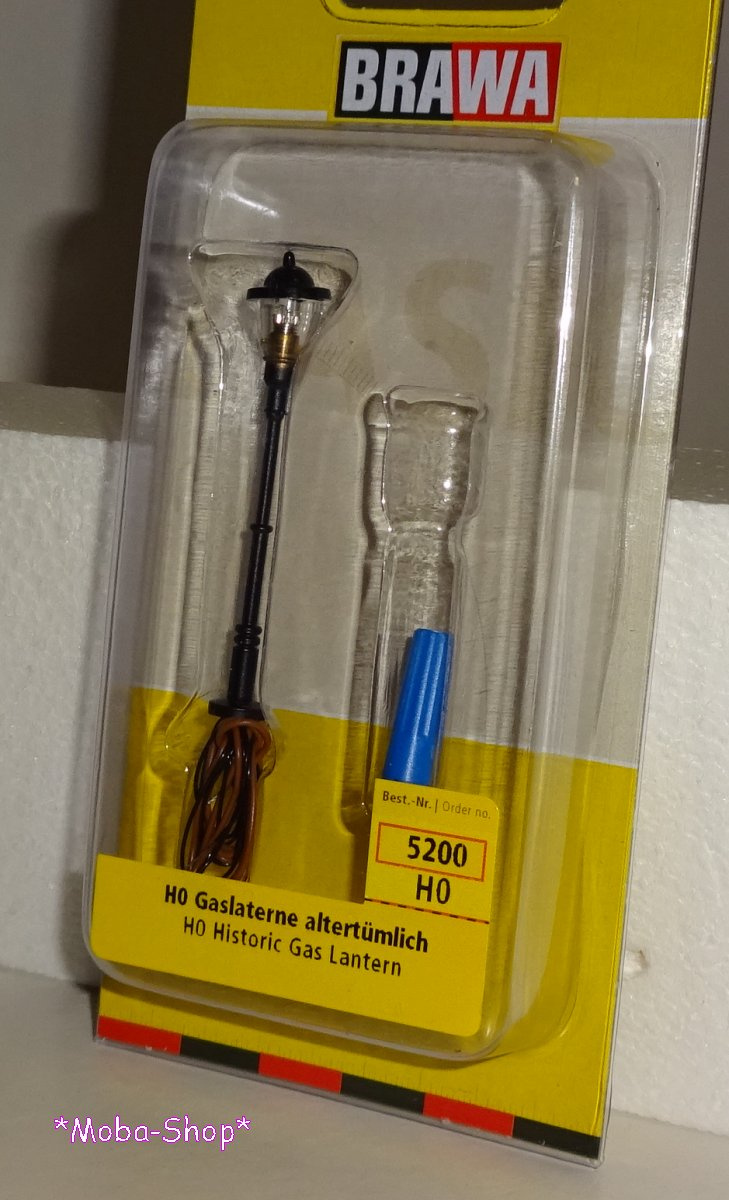 BRAWA
Best.-Nr. | Order no.
5200
H0
H0 Gaslaterne altertümlich
H0 Historic Gas Lantern
*Moba-Shop*